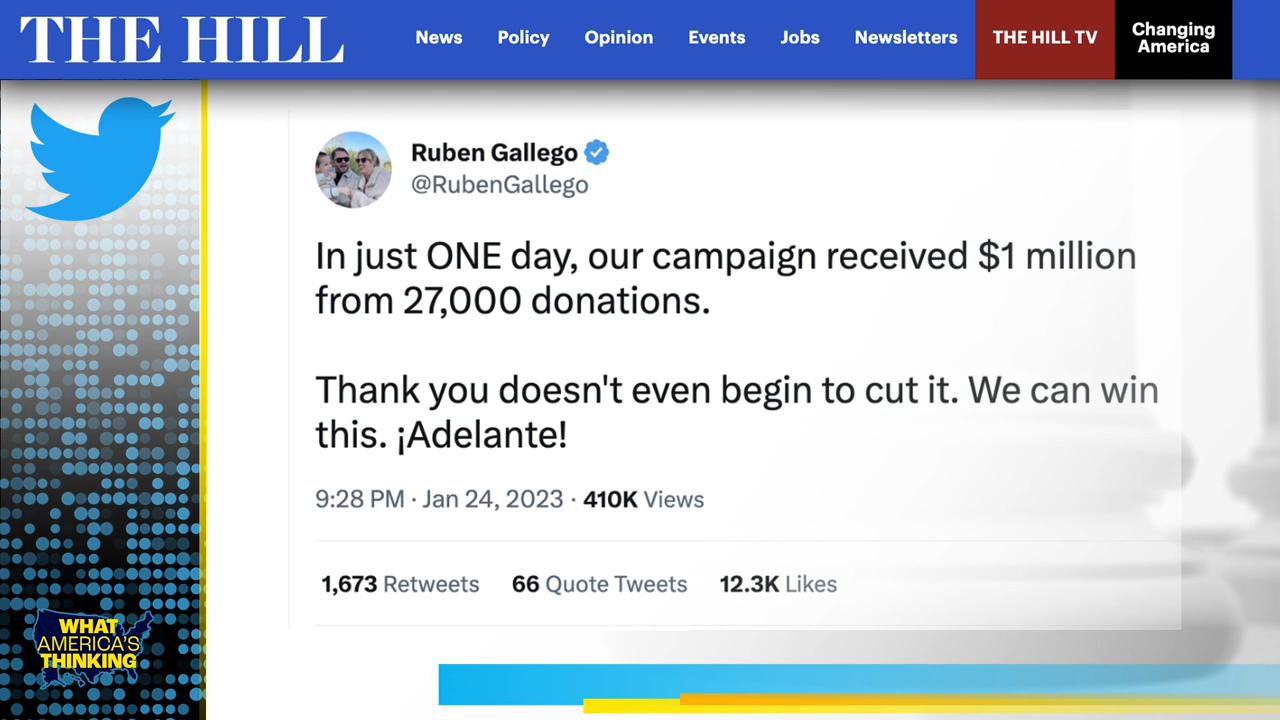 THE HILL
News Policy Opinion Events Jobs Newsletters THE HILL TV Changing
America
Ruben Gallego
@RubenGallego
In just ONE day, our campaign received $1 million
from 27,000 donations.
Thank you doesn't even begin to cut it. We can win
this. ¡Adelante!
9:28 PM · Jan 24, 2023 · 410K Views
1,673 Retweets 66 Quote Tweets 12.3K Likes
WHAT
AMERICA'S
THINKING